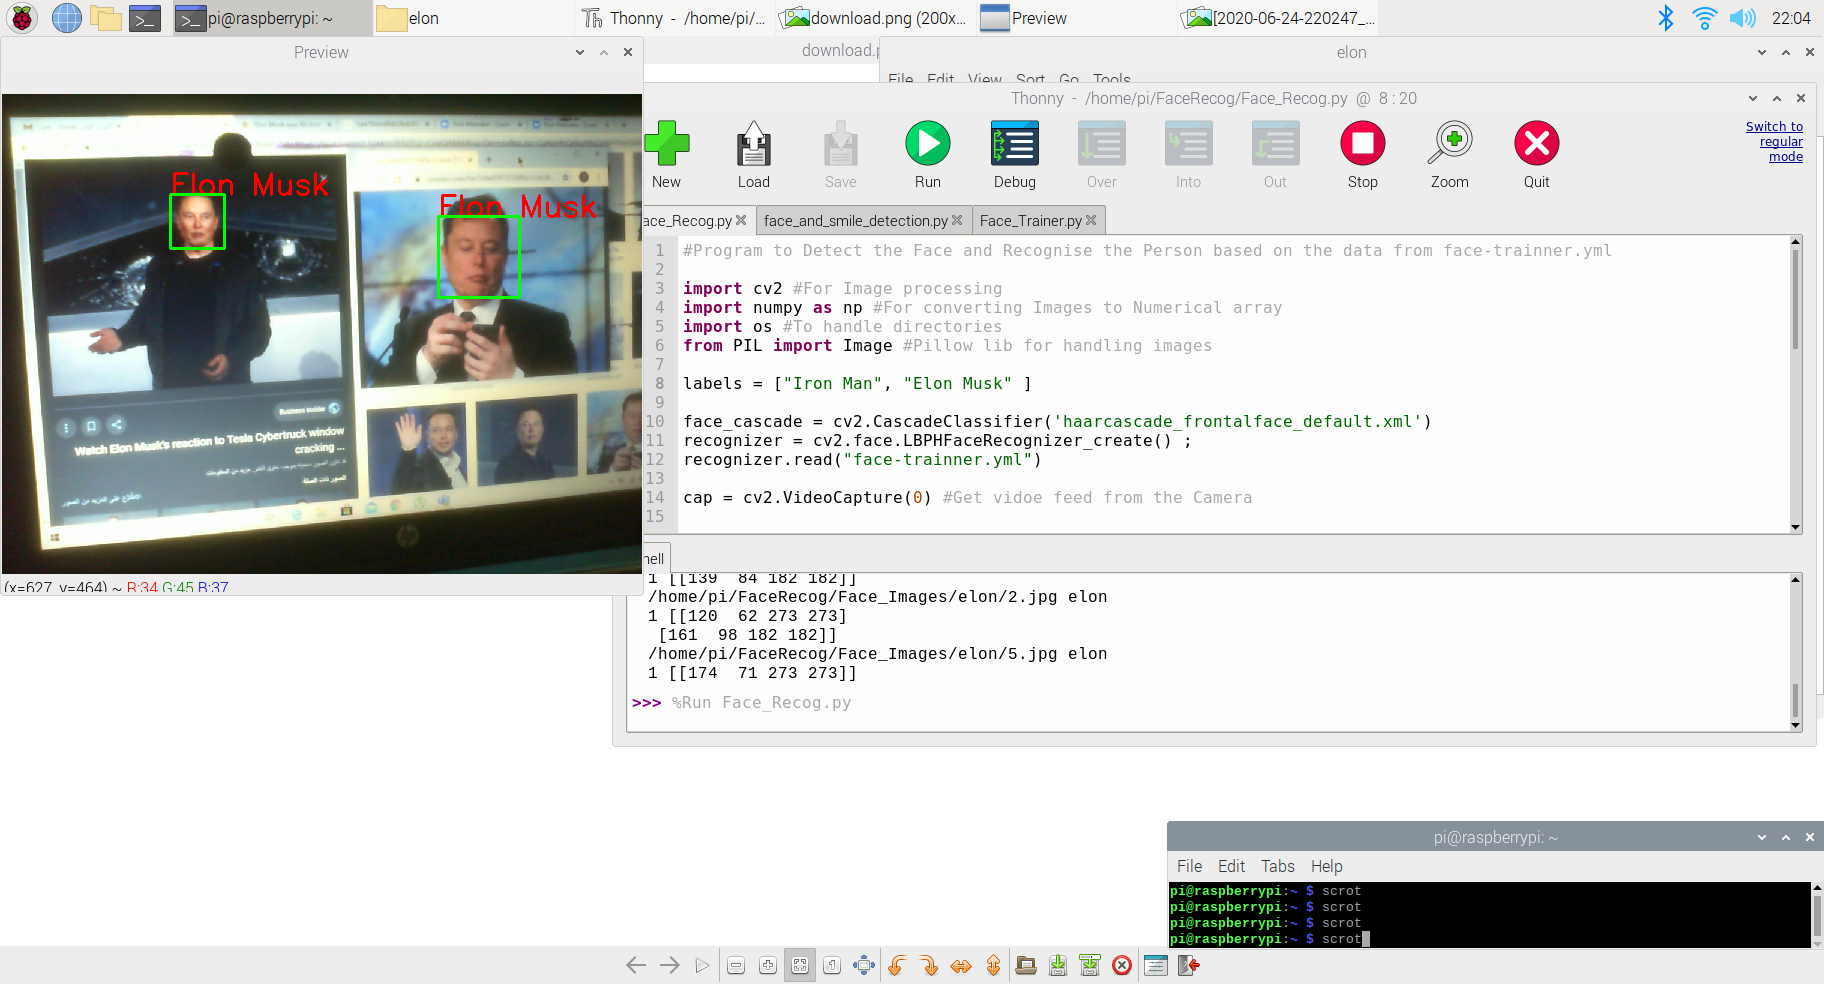 pi@raspberrypi: ~
elon
Thonny - /home/pi/...
download.png (200x...
Preview
[2020-06-24-220247_...
22:04
Preview
Elon Musk
Elon Musk
Business Insider
Watch Elon Musk's reaction to Tesla Cybertruck window
cracking ...
(x=627, y=464) ~ R:34 G:45 B:37
download.p
elon
File Edit View Sort Go Tools
Thonny - /home/pi/FaceRecog/Face_Recog.py @ 8 : 20
New
Load
Save
Run
Debug
Over
Into
Out
Stop
Zoom
Quit
Switch to
regular
mode
ace_Recog.py
face_and_smile_detection.py
Face_Trainer.py
1 #Program to Detect the Face and Recognise the Person based on the data from face-trainner.yml
2
3 import cv2 #For Image processing
4 import numpy as np #For converting Images to Numerical array
5 import os #To handle directories
6 from PIL import Image #Pillow lib for handling images
7
8 labels = ["Iron Man", "Elon Musk" ]
9
10 face_cascade = cv2.CascadeClassifier('haarcascade_frontalface_default.xml')
11 recognizer = cv2.face.LBPHFaceRecognizer_create() ;
12 recognizer.read("face-trainner.yml")
13
14 cap = cv2.VideoCapture(0) #Get vidoe feed from the Camera
15
hell
1 [[139 84 182 182]]
/home/pi/FaceRecog/Face_Images/elon/2.jpg elon
1 [[120 62 273 273]
[161 98 182 182]]
/home/pi/FaceRecog/Face_Images/elon/5.jpg elon
1 [[174 71 273 273]]
>>> %Run Face_Recog.py
pi@raspberrypi: ~
File Edit Tabs Help
pi@raspberrypi:~ $ scrot
pi@raspberrypi:~ $ scrot
pi@raspberrypi:~ $ scrot
pi@raspberrypi:~ $ scrot